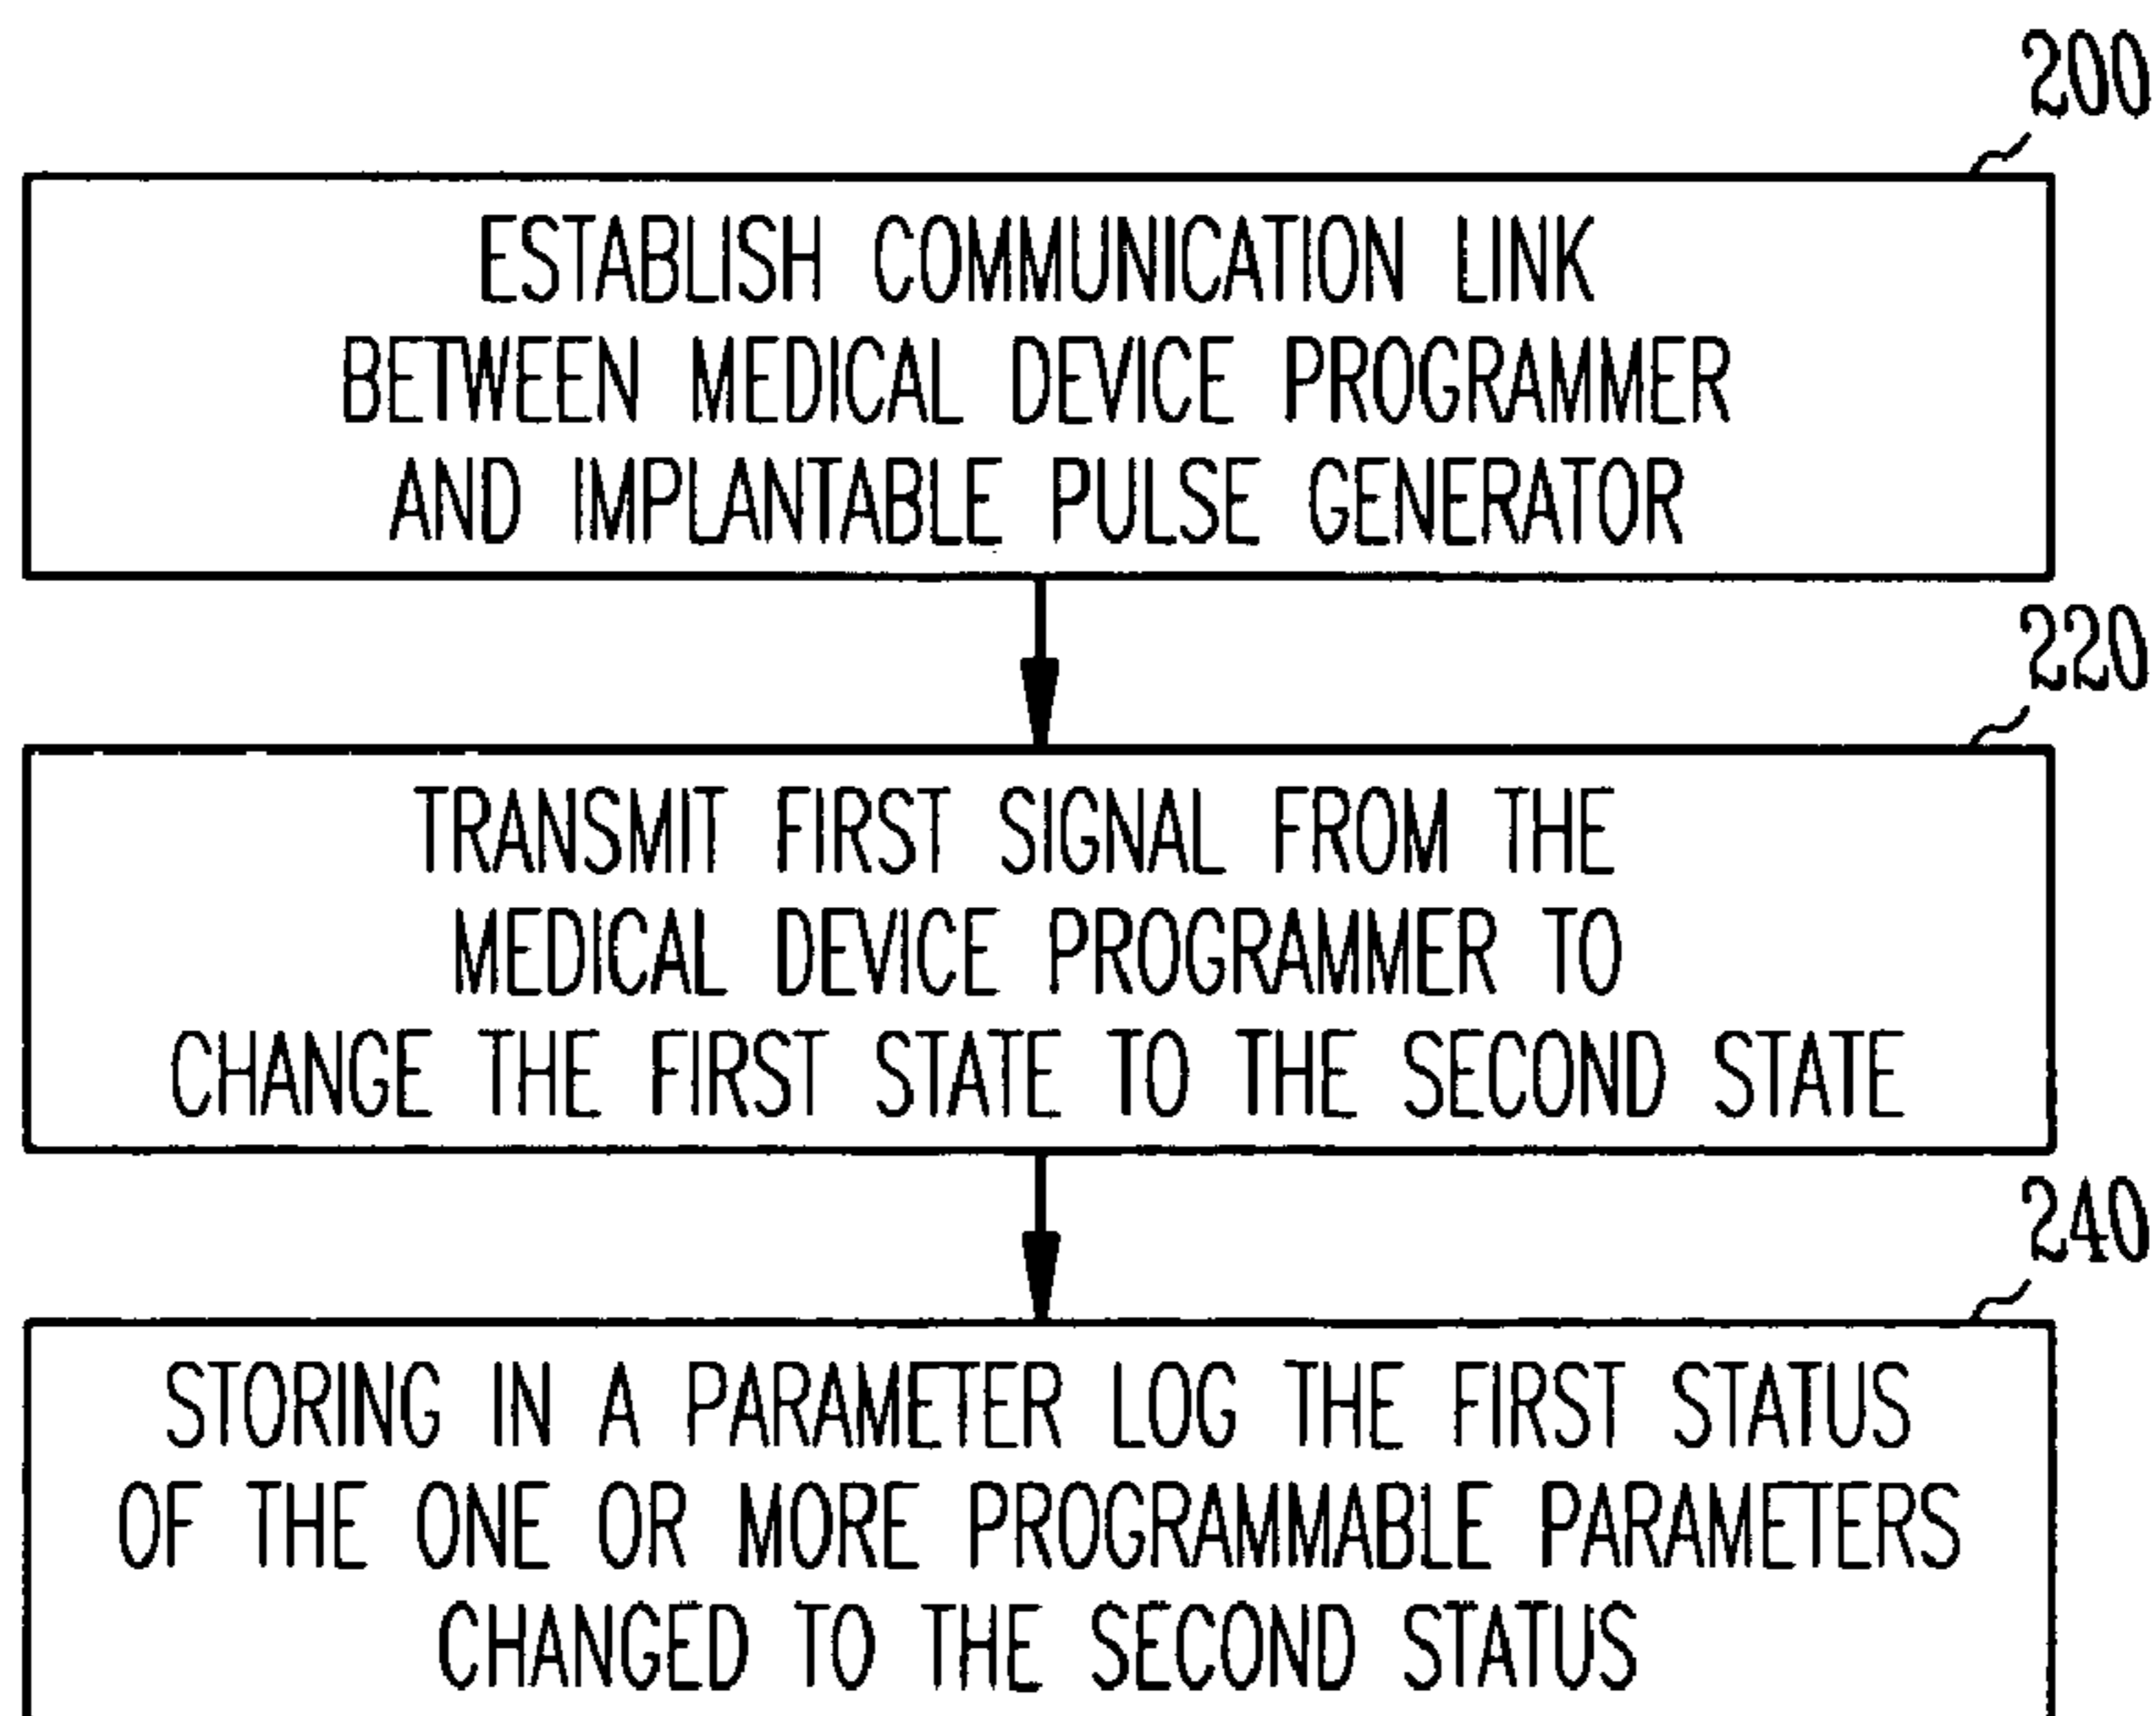 200
ESTABLISH COMMUNICATION LINK
BETWEEN MEDICAL DEVICE PROGRAMMER
AND IMPLANTABLE PULSE GENERATOR
220
TRANSMIT FIRST SIGNAL FROM THE
MEDICAL DEVICE PROGRAMMER TO
CHANGE THE FIRST STATE TO THE SECOND STATE
240
STORING IN A PARAMETER LOG THE FIRST STATUS
OF THE ONE OR MORE PROGRAMMABLE PARAMETERS
CHANGED TO THE SECOND STATUS